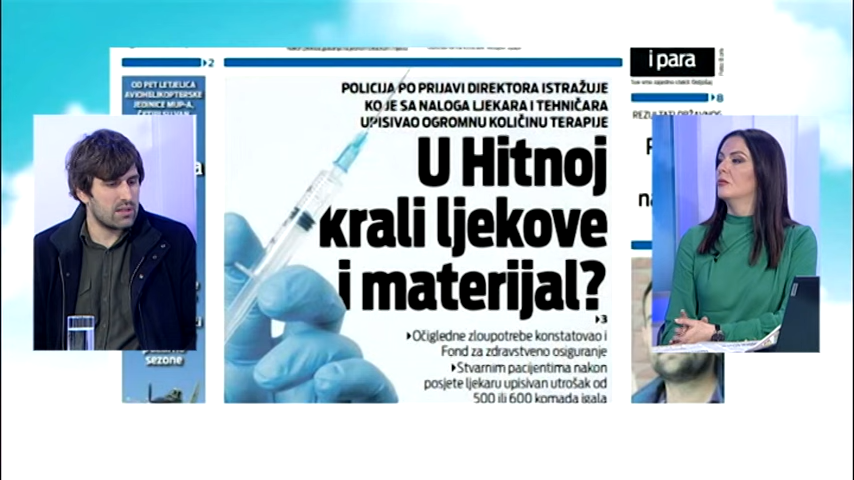 2
OD PET LETJELICA
AVIOHELIKOPTERSKE
JEDINICE MUP-A,
sezone
POLICIJA PO PRIJAVI DIREKTORA ISTRAŽUJE
KO JE SA NALOGA LJEKARA I TEHNIČARA
UPISIVAO OGROMNU KOLIČINU TERAPIJE
U Hitnoj
krali ljekove
i materijal?
3
Očigledne zloupotrebe konstatovao i
Fond za zdravstveno osiguranje
Stvarnim pacijentima nakon
posjete ljekaru upisivan utrošak od
500 ili 600 komada igala
i para
8
REZULTATI DRŽAVNOG